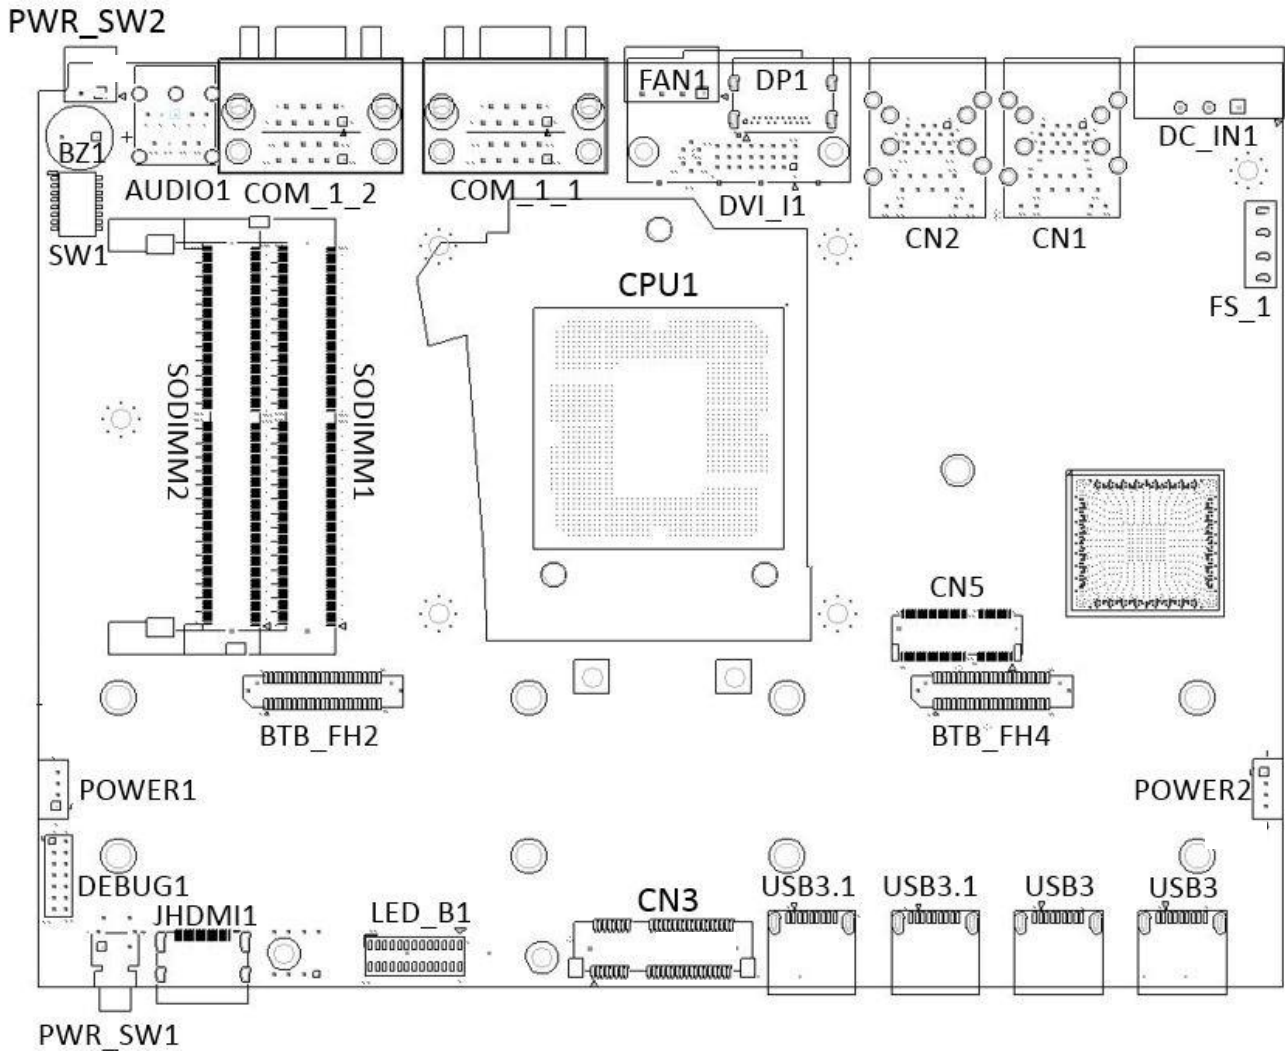 PWR_SW2
FAN1
DP1
DC_IN1
BZ1
AUDIO1
COM_1_2
COM_1_1
DVI_I1
CN2
CN1
SW1
CPU1
FS_1
SODIMM2
SODIMM1
CN5
BTB_FH2
BTB_FH4
POWER1
POWER2
DEBUG1
JHDMI1
LED_B1
CN3
USB3.1
USB3.1
USB3
USB3
PWR_SW1